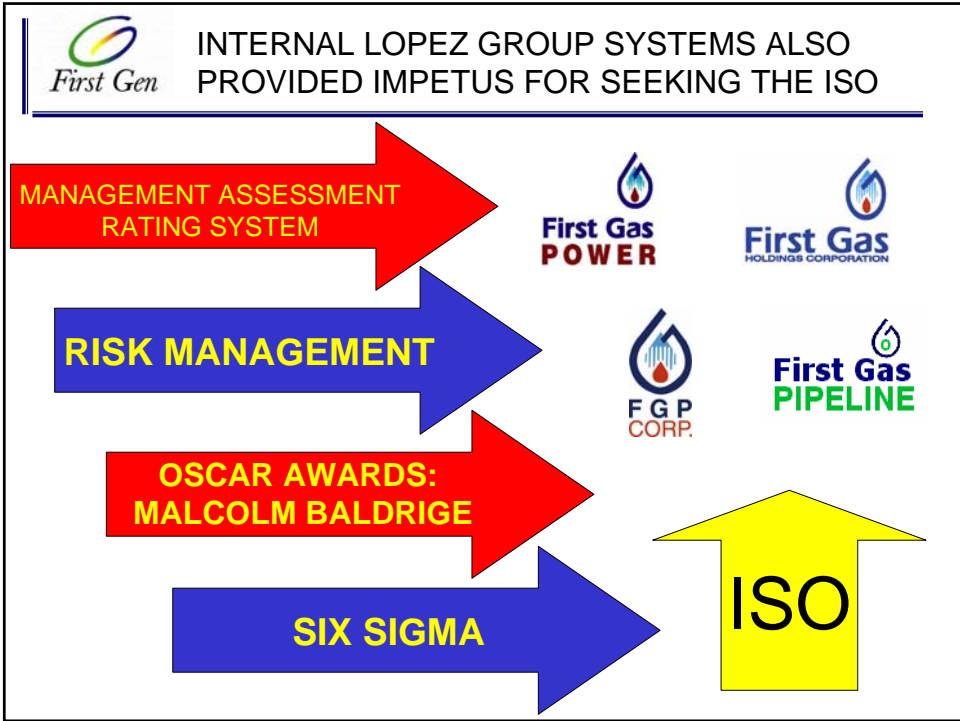 First Gen
INTERNAL LOPEZ GROUP SYSTEMS ALSO
PROVIDED IMPETUS FOR SEEKING THE ISO
MANAGEMENT ASSESSMENT
RATING SYSTEM
First Gas
POWER
First Gas
HOLDINGS CORPORATION
RISK MANAGEMENT
F G P
CORP.
First Gas
PIPELINE
OSCAR AWARDS:
MALCOLM BALDRIGE
SIX SIGMA
ISO